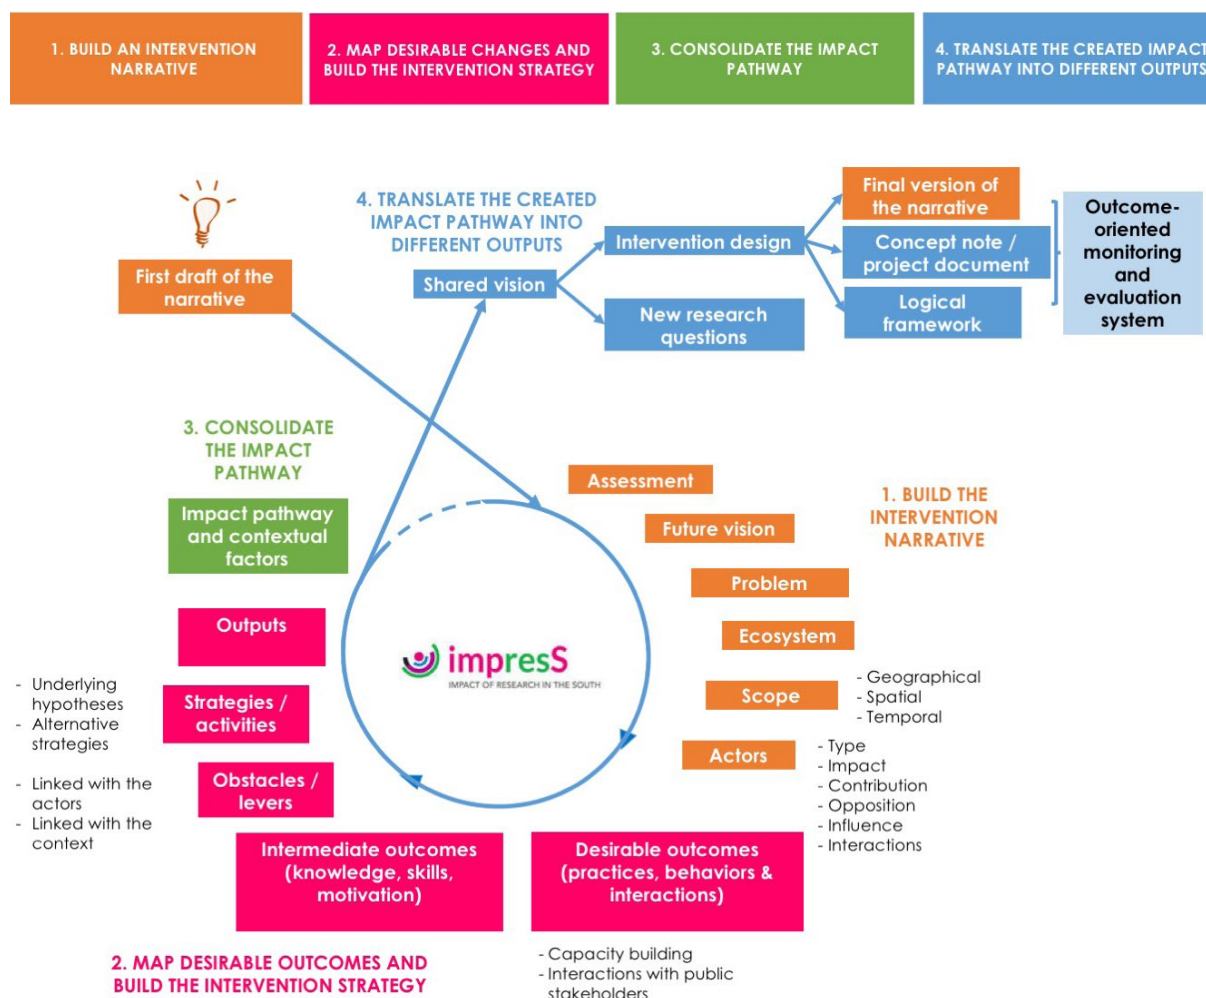 1. BUILD AN INTERVENTION
NARRATIVE
2. MAP DESIRABLE CHANGES AND
BUILD THE INTERVENTION STRATEGY
3. CONSOLIDATE THE IMPACT
PATHWAY
4. TRANSLATE THE CREATED IMPACT
PATHWAY INTO DIFFERENT OUTPUTS
First draft of the
narrative
4. TRANSLATE THE CREATED
IMPACT PATHWAY INTO
DIFFERENT OUTPUTS
Shared vision
Intervention design
New research
questions
Final version of
the narrative
Concept note /
project document
Logical
framework
Outcome-
oriented
monitoring
and
evaluation
system
3. CONSOLIDATE
THE IMPACT
PATHWAY
Impact pathway
and contextual
factors
Outputs
Strategies /
activities
Obstacles /
levers
- Underlying
hypotheses
- Alternative
strategies
- Linked with the
actors
- Linked with the
context
impresS
IMPACT OF RESEARCH IN THE SOUTH
1. BUILD THE
INTERVENTION
NARRATIVE
Assessment
Future vision
Problem
Ecosystem
Scope
- Geographical
- Spatial
- Temporal
Actors
- Type
- Impact
- Contribution
- Opposition
- Influence
- Interactions
Intermediate outcomes
(knowledge, skills,
motivation)
Desirable outcomes
(practices, behaviors &
interactions)
2. MAP DESIRABLE OUTCOMES AND
BUILD THE INTERVENTION STRATEGY
- Capacity building
- Interactions with public
stakeholders